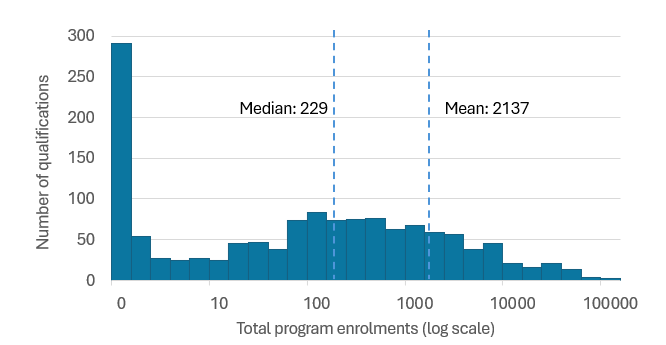 300
250
200
150
100
50
0
Number of qualifications
Median: 229
Mean: 2137
0 10 100 1000 10000 100000
Total program enrolments (log scale)